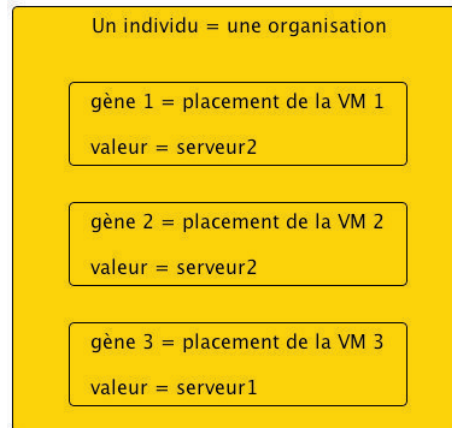 Un individu = une organisation
gène 1 = placement de la VM 1
valeur = serveur2
gène 2 = placement de la VM 2
valeur = serveur2
gène 3 = placement de la VM 3
valeur = serveur1